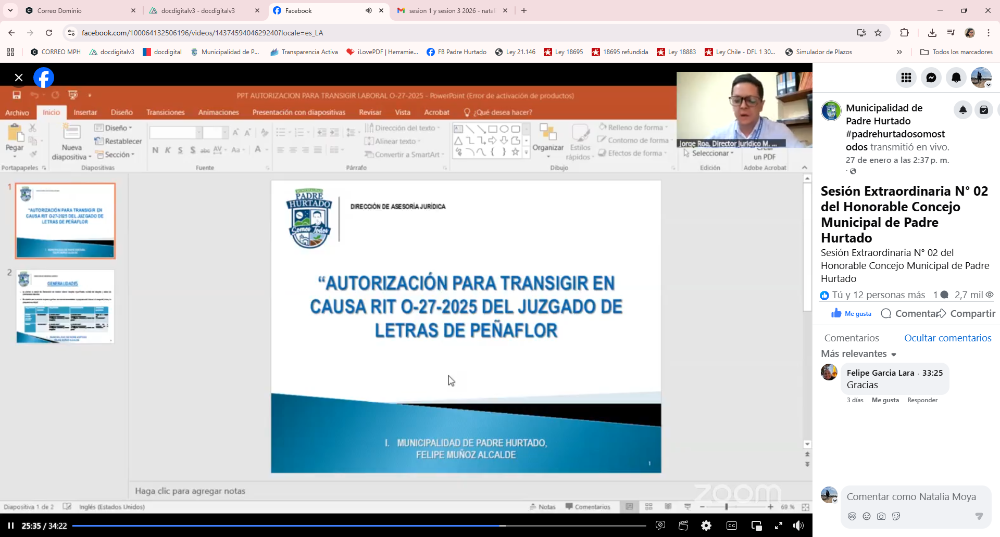 Correo Dominio
docdigitalv3 - docdigitalv3
Facebook
sesion 1 y sesion 3 2026 - natal
facebook.com/100064132506196/videos/1437459404629240?locale=es_LA
CORREO MPH
docdigitalv3
docdigital
Municipalidad de P...
Transparencia Activa
iLovePDF | Herramie...
FB Padre Hurtado
Ley 21.146
Ley 18695
18695 refundida
Ley 18883
Ley Chile - DFL 1 30...
Simulador de Plazos
Todos los marcadores
PPT AUTORIZACION PARA TRANSIGIR LABORAL O-27-2025 - PowerPoint (Error de activación de productos)
Archivo
Inicio
Insertar
Diseño
Transiciones
Animaciones
Presentación con diapositivas
Revisar
Vista
Acrobat
¿Qué desea hacer?
Pegar
Nueva
diapositiva
Diseño
Restablecer
Sección
N K S S abc AV Aa A
Dirección del texto
Alinear texto
Convertir a SmartArt
Organizar
Estilos
rápidos
Relleno de forma
Contorno de forma
Efectos de forma
Seleccionar
Crear
un PDF
Portapapeles
Diapositivas
Fuente
Párrafo
Dibujo
Edición
Adobe Acrobat
Jorge Roa. Director Jurídico M. ...
1
"AUTORIZACIÓN PARA TRANSIGIR EN
CAUSA RIT O-27-2025 DEL JUZGADO DE
LETRAS DE PEÑAFLOR
2
GENERALIDADES
MUNICIPALIDAD
PADRE
HURTADO
Somos Todos
DIRECCIÓN DE ASESORÍA JURÍDICA
“AUTORIZACIÓN PARA TRANSIGIR EN
CAUSA RIT O-27-2025 DEL JUZGADO DE
LETRAS DE PEÑAFLOR
I. MUNICIPALIDAD DE PADRE HURTADO,
FELIPE MUÑOZ ALCALDE
1
Haga clic para agregar notas
zoom
Diapositiva 1 de 2
Inglés (Estados Unidos)
Notas
Comentarios
69 %
25:35 / 34:22
CC
Municipalidad de
Padre Hurtado
#padrehurtadosomost
odos transmitió en vivo.
27 de enero a las 2:37 p. m.
·
Sesión Extraordinaria N° 02
del Honorable Concejo
Municipal de Padre
Hurtado
Sesión Extraordinaria N° 02 del
Honorable Concejo Municipal de Padre
Hurtado
Tú y 12 personas más
1
2,7 mil
Me gusta
Comentar
Compartir
Comentarios
Ocultar comentarios
Más relevantes
Felipe Garcia Lara · 33:25
Gracias
3 días
Me gusta
Responder
Comentar como Natalia Moya